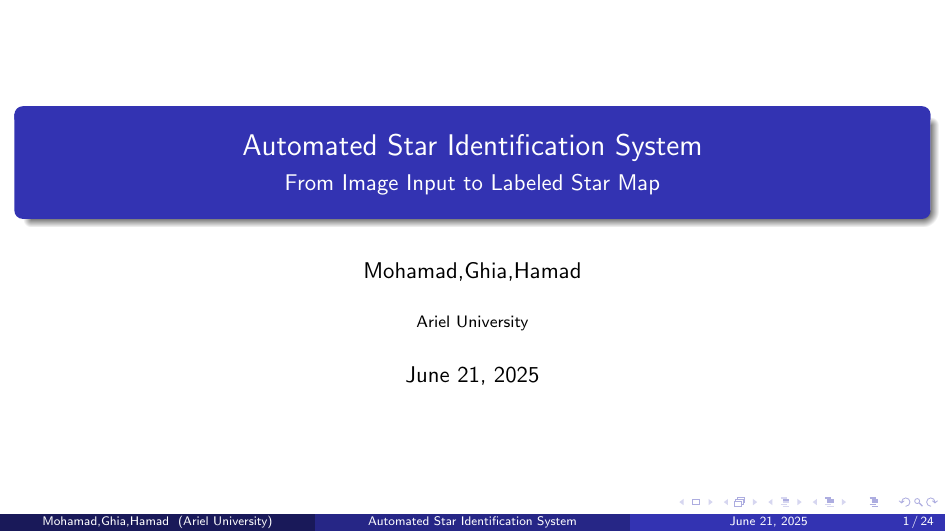 Automated Star Identification System
From Image Input to Labeled Star Map
Mohamad,Ghia,Hamad
Ariel University
June 21, 2025
Mohamad,Ghia,Hamad (Ariel University) Automated Star Identification System June 21, 2025 1 / 24